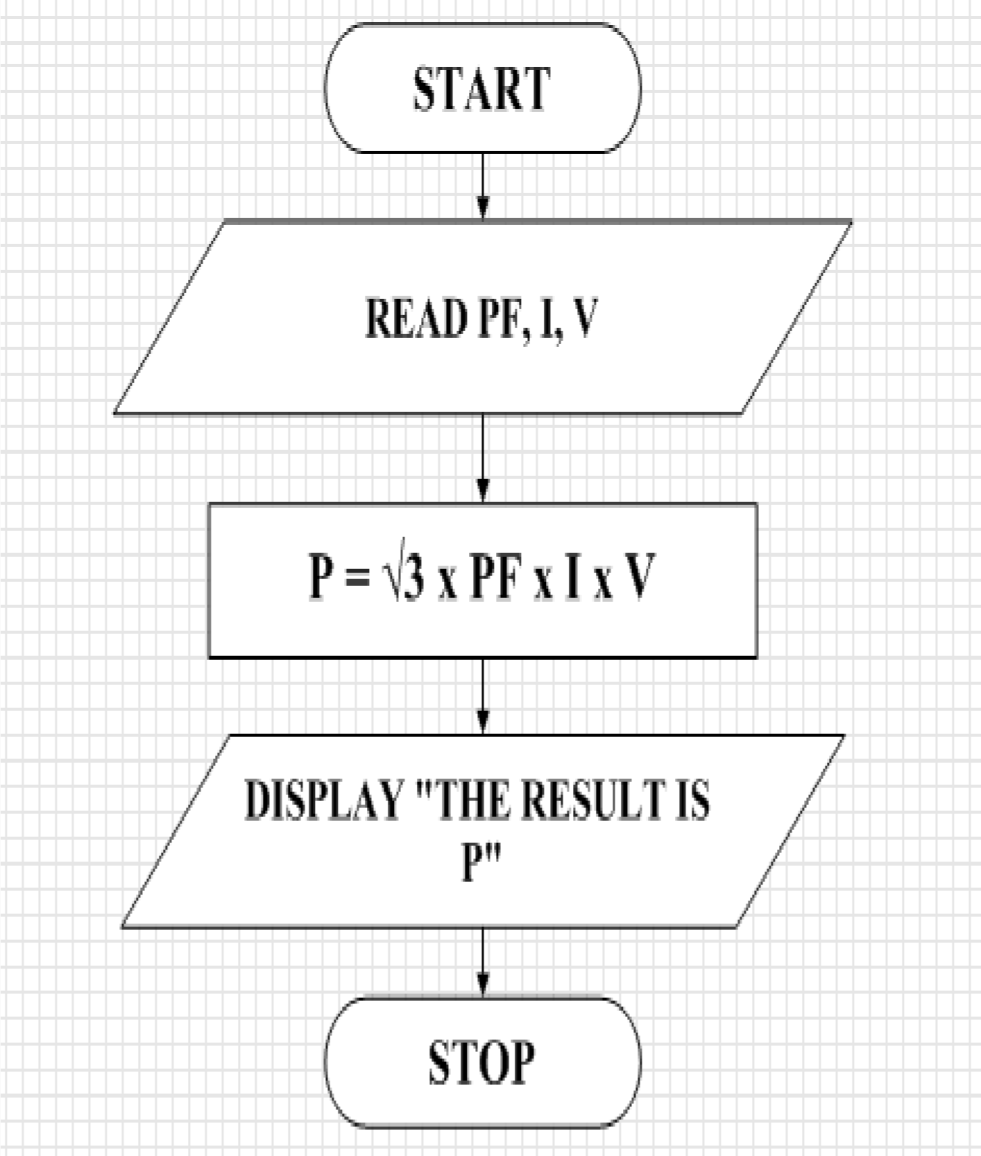 START
READ PF, I, V
P = √3 x PF x I x V
DISPLAY "THE RESULT IS
P"
STOP